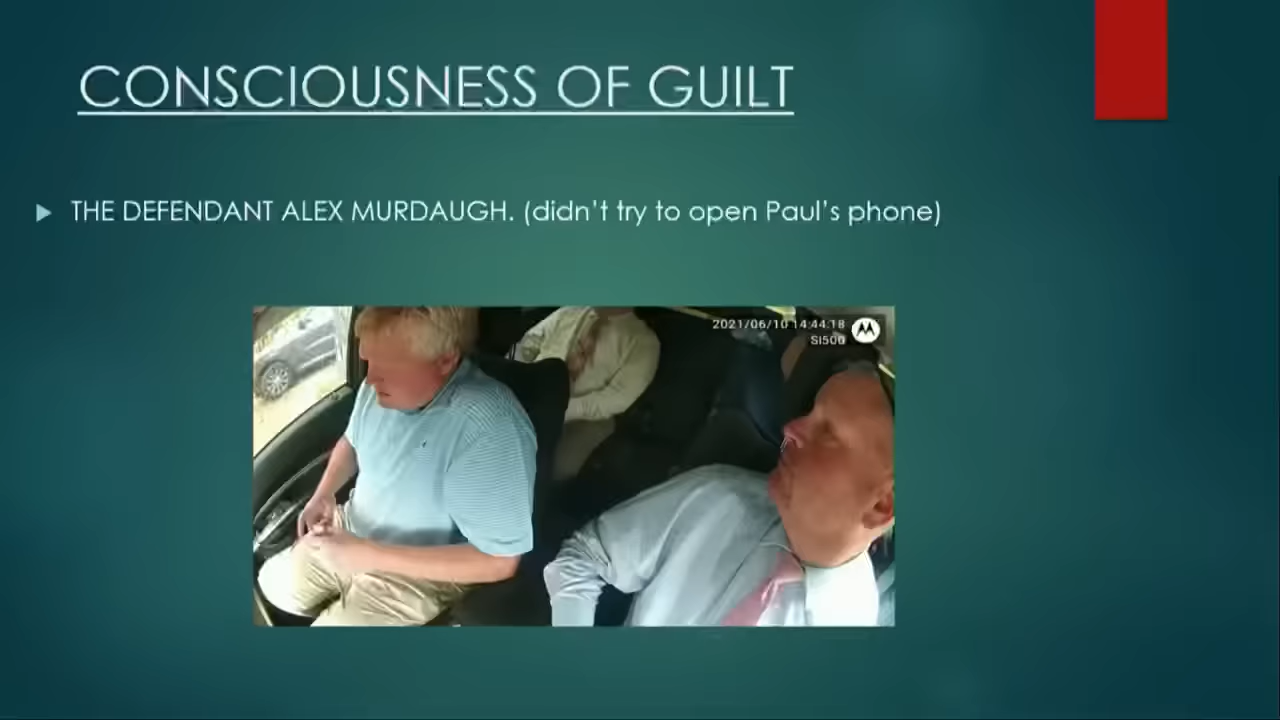 CONSCIOUSNESS OF GUILT
THE DEFENDANT ALEX MURDAUGH. (didn't try to open Paul's phone)
2021/06/10 14:44:18
SI500